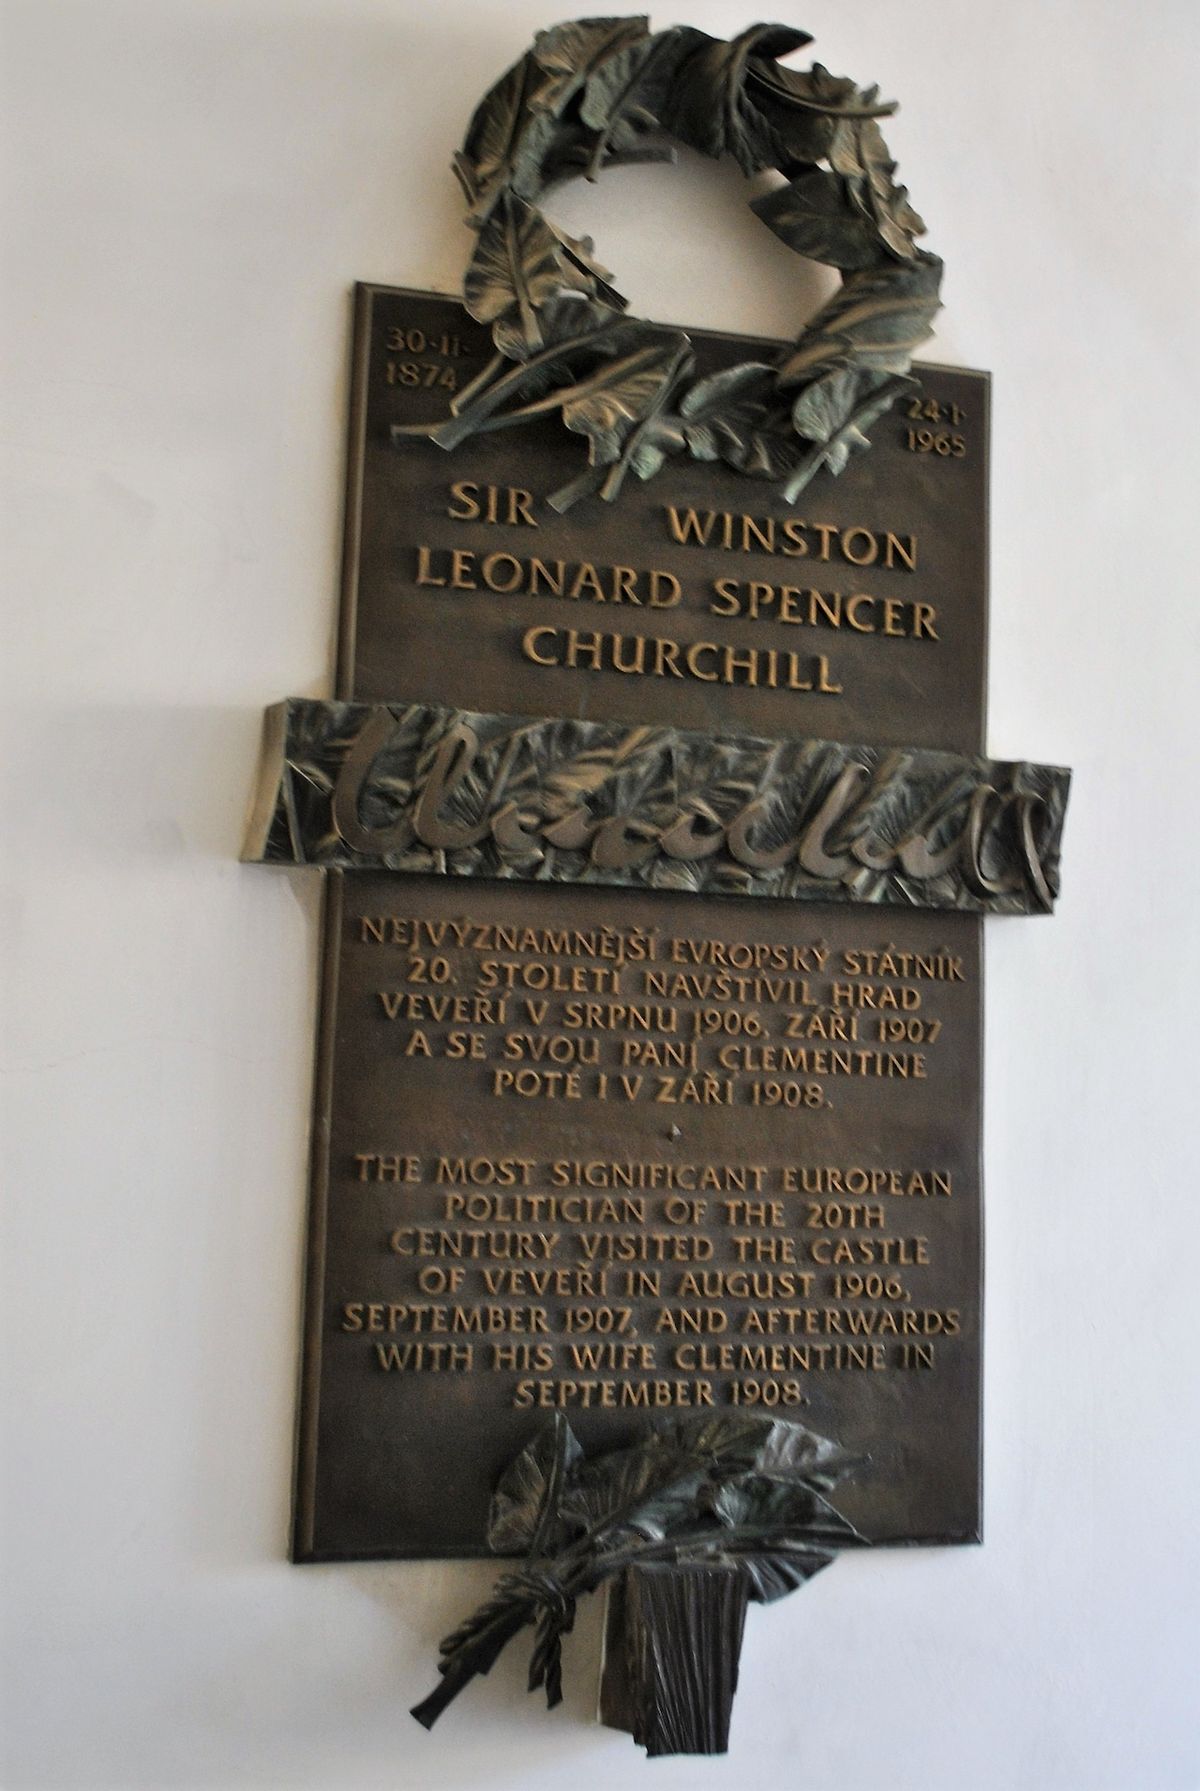 30·11·
1874
24·1·
1965
SIR WINSTON
LEONARD SPENCER
CHURCHILL
NEJVÝZNAMNĚJŠÍ EVROPSKÝ STÁTNÍK
20. STOLETÍ NAVŠTÍVIL HRAD
VEVEŘÍ V SRPNU 1906, ZÁŘÍ 1907
A SE SVOU PANÍ CLEMENTINE
POTÉ I V ZÁŘÍ 1908.
THE MOST SIGNIFICANT EUROPEAN
POLITICIAN OF THE 20TH
CENTURY VISITED THE CASTLE
OF VEVEŘÍ IN AUGUST 1906,
SEPTEMBER 1907, AND AFTERWARDS
WITH HIS WIFE CLEMENTINE IN
SEPTEMBER 1908.